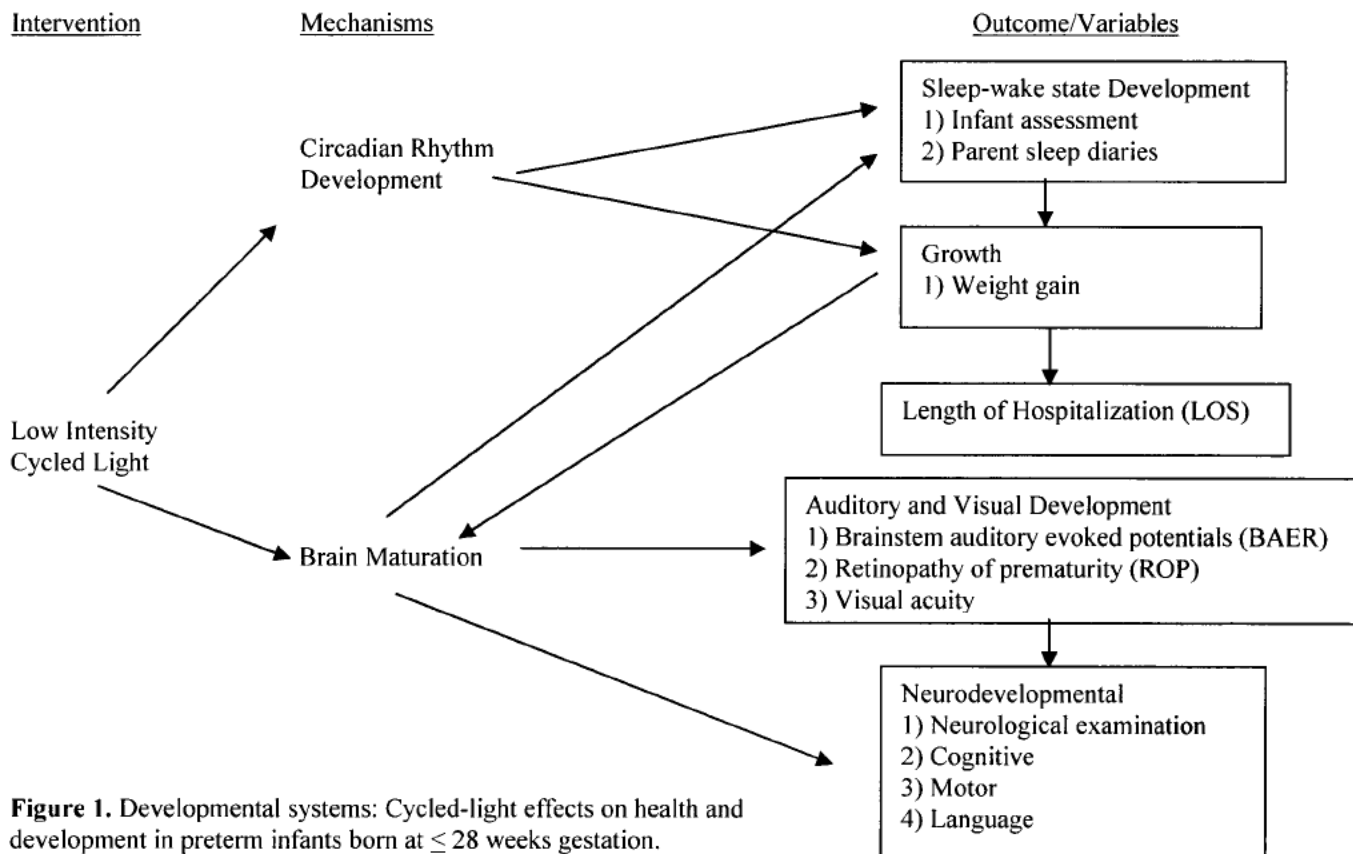 Intervention
Mechanisms
Outcome/Variables
Sleep-wake state Development
1) Infant assessment
2) Parent sleep diaries
Circadian Rhythm
Development
Growth
1) Weight gain
Length of Hospitalization (LOS)
Low Intensity
Cycled Light
Auditory and Visual Development
1) Brainstem auditory evoked potentials (BAER)
2) Retinopathy of prematurity (ROP)
3) Visual acuity
Brain Maturation
Neurodevelopmental
1) Neurological examination
2) Cognitive
3) Motor
4) Language
Figure 1. Developmental systems: Cycled-light effects on health and
development in preterm infants born at ≤ 28 weeks gestation.